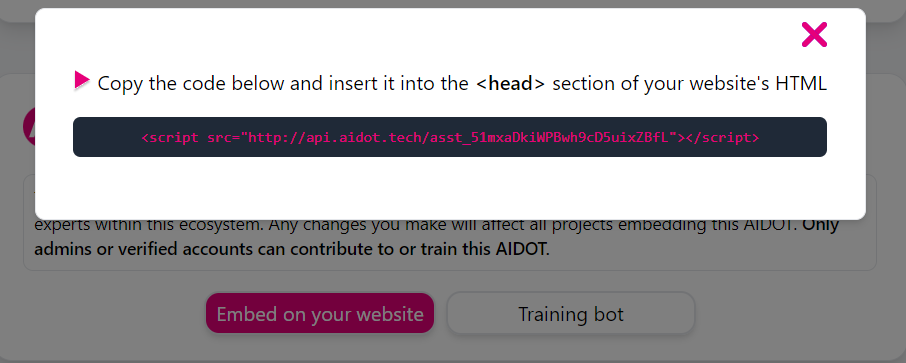 Copy the code below and insert it into the <head> section of your website's HTML
<script src="http://api.aidot.tech/asst_51mxaDkiWPBwh9cD5uixZBfL"></script>
experts within this ecosystem. Any changes you make will affect all projects embedding this AIDOT. Only
admins or verified accounts can contribute to or train this AIDOT.
Embed on your website
Training bot